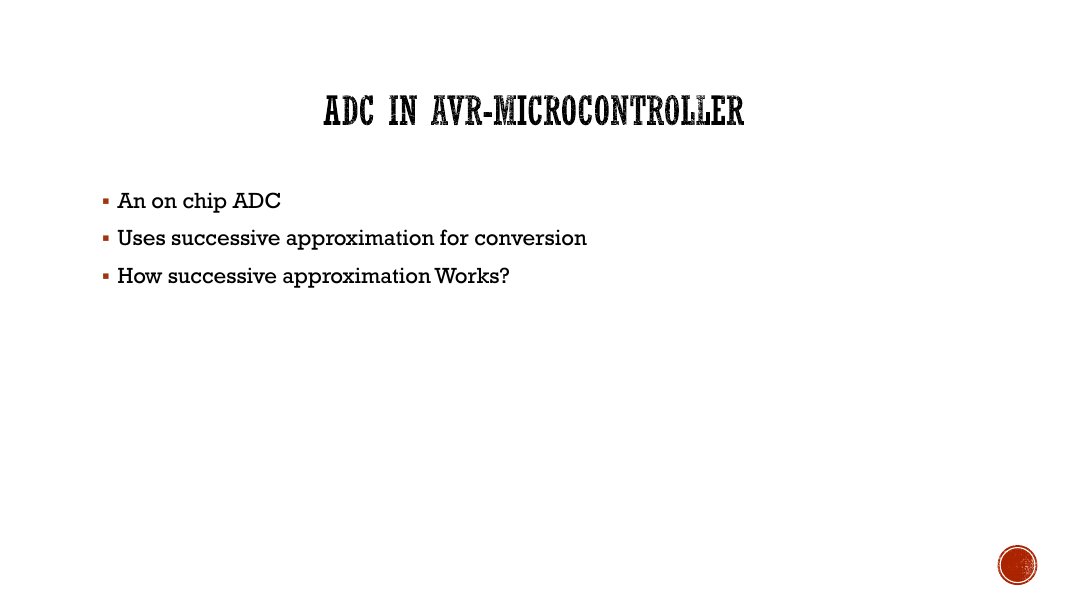 ADC IN AVR-MICROCONTROLLER
▪ An on chip ADC
▪ Uses successive approximation for conversion
▪ How successive approximation Works?